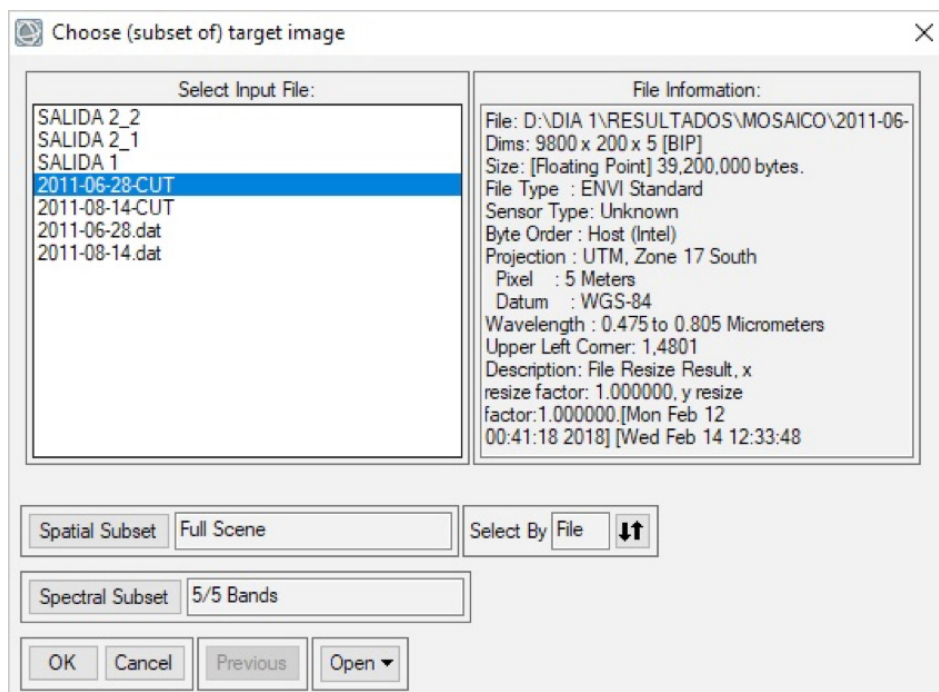 Choose (subset of) target image
Select Input File:
SALIDA 2_2
SALIDA 2_1
SALIDA 1
2011-06-28-CUT
2011-08-14-CUT
2011-06-28.dat
2011-08-14.dat
File Information:
File: D:\DIA 1\RESULTADOS\MOSAICO\2011-06-
Dims: 9800 x 200 x 5 [BIP]
Size: [Floating Point] 39,200,000 bytes.
File Type : ENVI Standard
Sensor Type: Unknown
Byte Order : Host (Intel)
Projection : UTM, Zone 17 South
Pixel : 5 Meters
Datum : WGS-84
Wavelength : 0.475 to 0.805 Micrometers
Upper Left Corner: 1,4801
Description: File Resize Result, x
resize factor: 1.000000, y resize
factor:1.000000.[Mon Feb 12
00:41:18 2018] [Wed Feb 14 12:33:48
Spatial Subset Full Scene Select By File
Spectral Subset 5/5 Bands
OK Cancel Previous Open